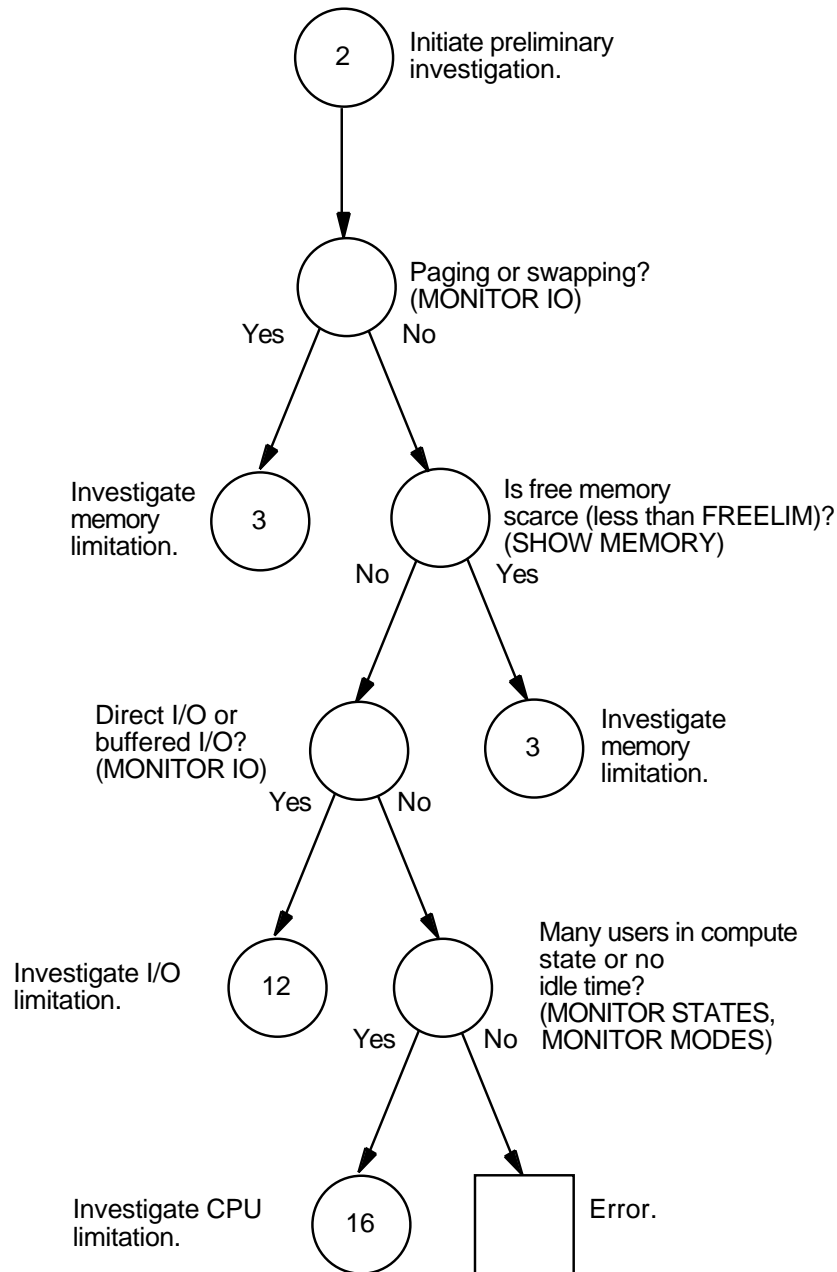 2
Initiate preliminary
investigation.
Paging or swapping?
(MONITOR IO)
Yes
No
Investigate
memory
limitation.
3
Is free memory
scarce (less than FREELIM)?
(SHOW MEMORY)
No
Yes
Direct I/O or
buffered I/O?
(MONITOR IO)
3
Investigate
memory
limitation.
Yes
No
Investigate I/O
limitation.
12
Many users in compute
state or no
idle time?
(MONITOR STATES,
MONITOR MODES)
Yes
No
Investigate CPU
limitation.
16
Error.